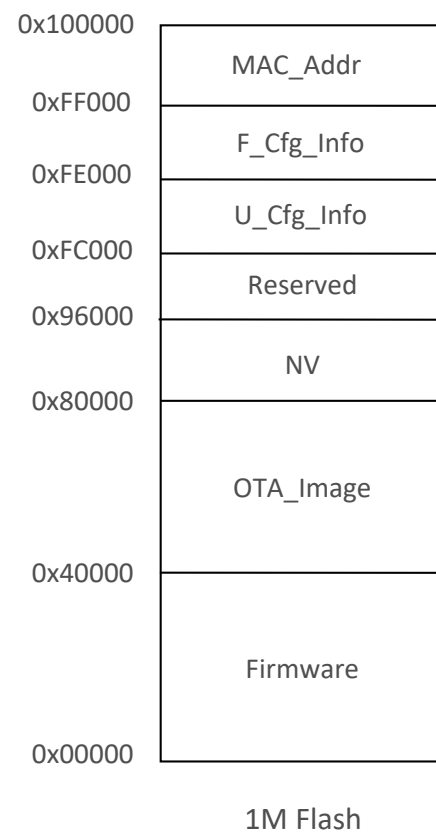 0x100000
MAC_Addr
0xFF000
F_Cfg_Info
0xFE000
U_Cfg_Info
0xFC000
Reserved
0x96000
NV
0x80000
OTA_Image
0x40000
Firmware
0x00000
1M Flash